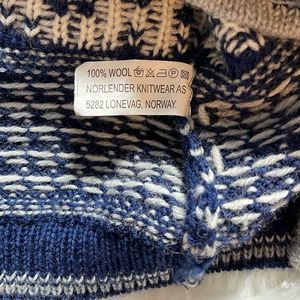 100% WOOL
NORLENDER KNITWEAR AS
5282 LONEVAG, NORWAY.